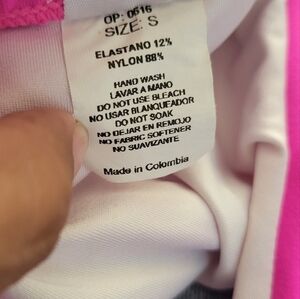 OP: 0616
SIZE: S
ELASTANO 12%
NYLON 88%
HAND WASH
LAVAR A MANO
DO NOT USE BLEACH
NO USAR BLANQUEADOR
DO NOT SOAK
NO DEJAR EN REMOJO
NO FABRIC SOFTENER
NO SUAVIZANTE
Made in Colombia